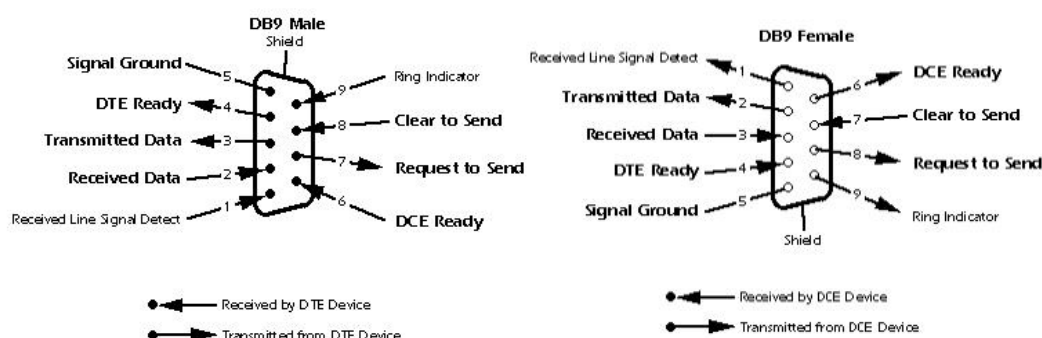 DB9 Male
Shield
Signal Ground
5
9
Ring Indicator
DTE Ready
4
8
Clear to Send
Transmitted Data
3
7
Request to Send
Received Data
2
6
DCE Ready
Received Line Signal Detect
1
Received by DTE Device
Transmitted from DTE Device
DB9 Female
Received Line Signal Detect
1
6
DCE Ready
Transmitted Data
2
7
Clear to Send
Received Data
3
8
Request to Send
DTE Ready
4
9
Ring Indicator
Signal Ground
5
Shield
Received by DCE Device
Transmitted from DCE Device